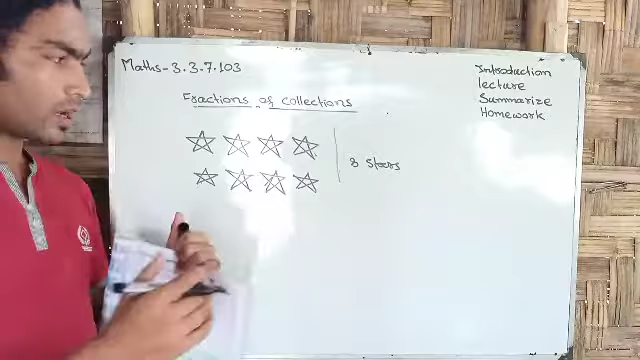 Maths-3.3.7.103
Fractions of collections
8 stars
Introduction
lecture
Summarize
Homework